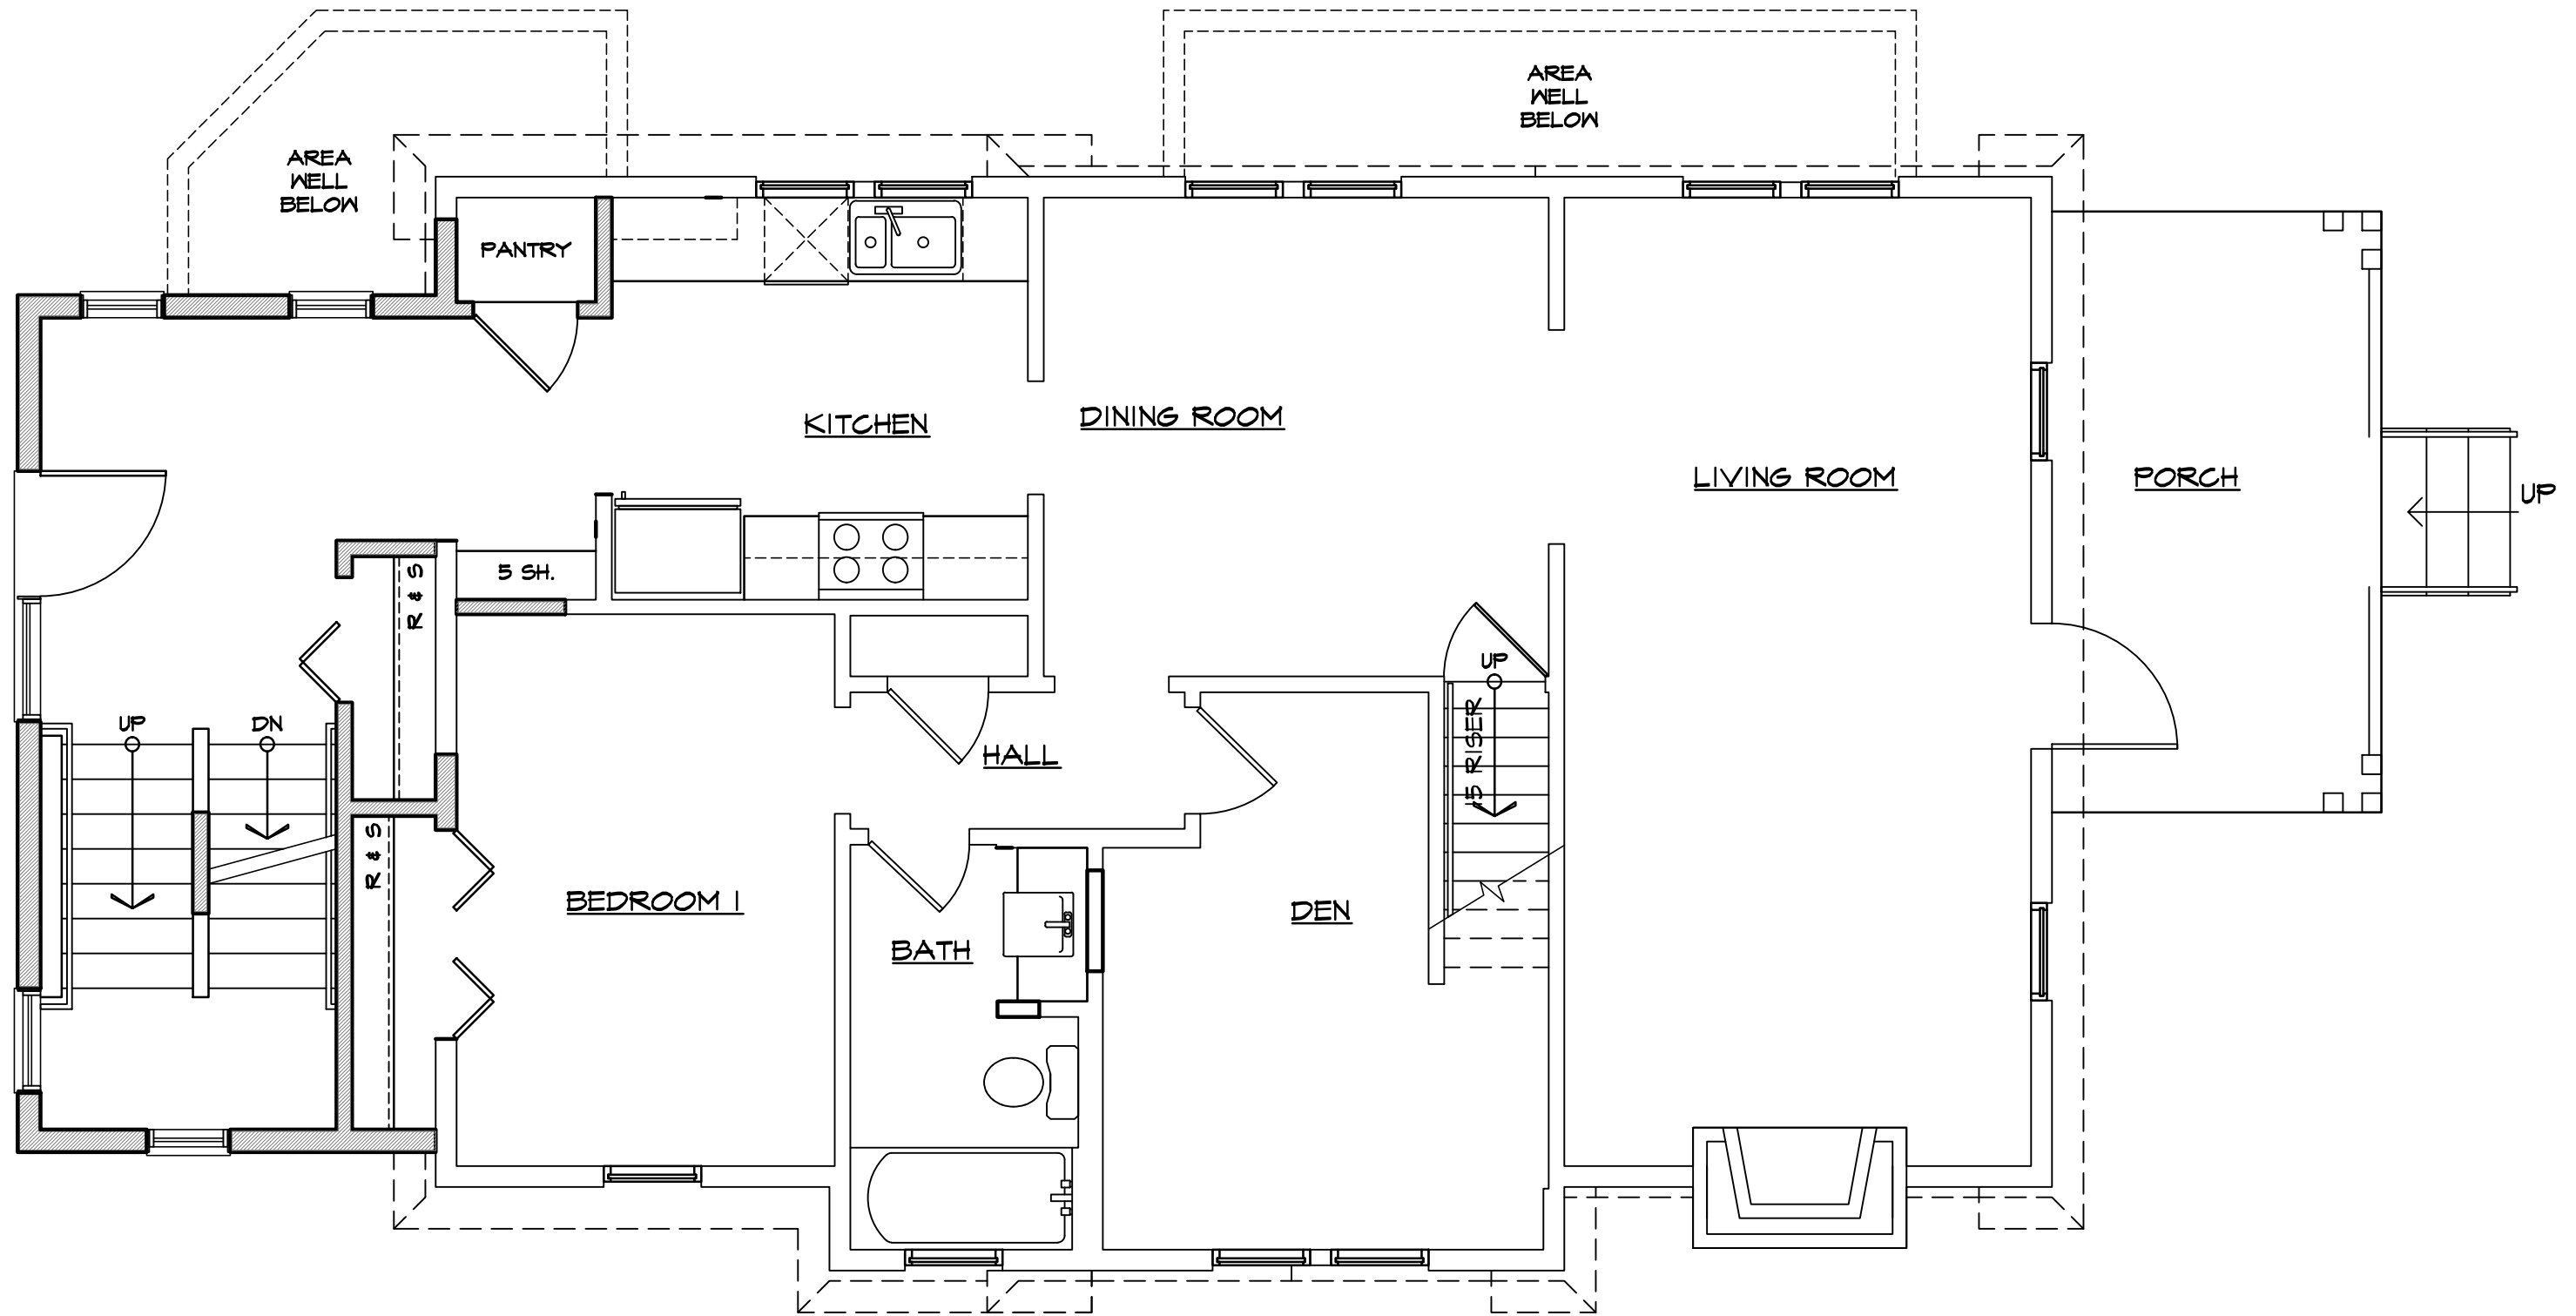 AREA
WELL
BELOW
AREA
WELL
BELOW
PANTRY
KITCHEN
DINING ROOM
LIVING ROOM
PORCH
UP
5 SH.
R & S
UP
15 RISER
UP
DN
HALL
R & S
BEDROOM 1
BATH
DEN